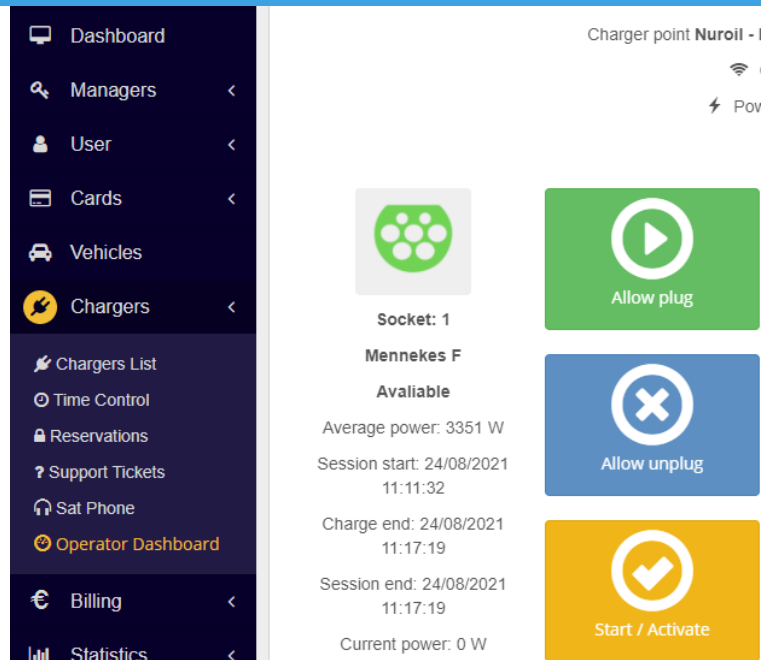 Dashboard
Managers
User
Cards
Vehicles
Chargers
Chargers List
Time Control
Reservations
Support Tickets
Sat Phone
Operator Dashboard
Billing
Statistics
Charger point Nuroil -
Socket: 1
Mennekes F
Avaliable
Average power: 3351 W
Session start: 24/08/2021
11:11:32
Charge end: 24/08/2021
11:17:19
Session end: 24/08/2021
11:17:19
Current power: 0 W
Allow plug
Allow unplug
Start / Activate